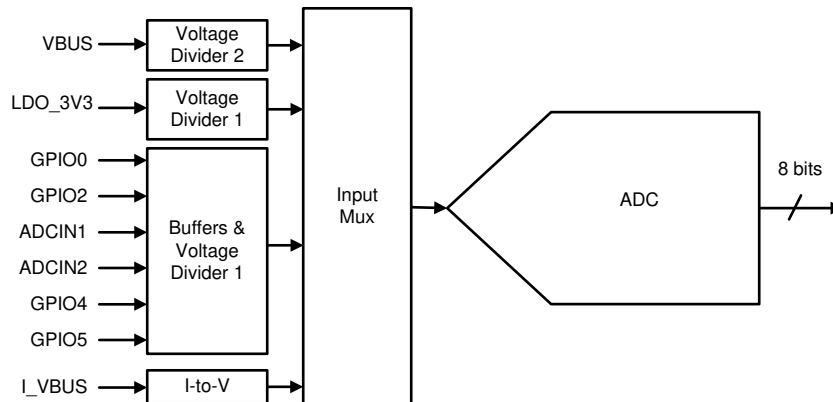 VBUS
Voltage
Divider 2
LDO_3V3
Voltage
Divider 1
GPIO0
GPIO2
ADCIN1
ADCIN2
GPIO4
GPIO5
Buffers &
Voltage
Divider 1
I_VBUS
I-to-V
Input
Mux
ADC
8 bits